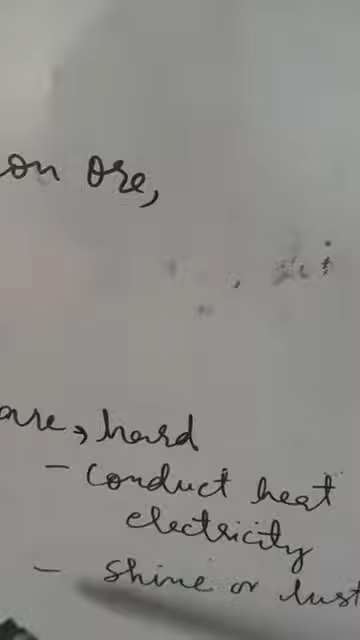 on Ore,
are, hard
- conduct heat
electricity
- shine or lust